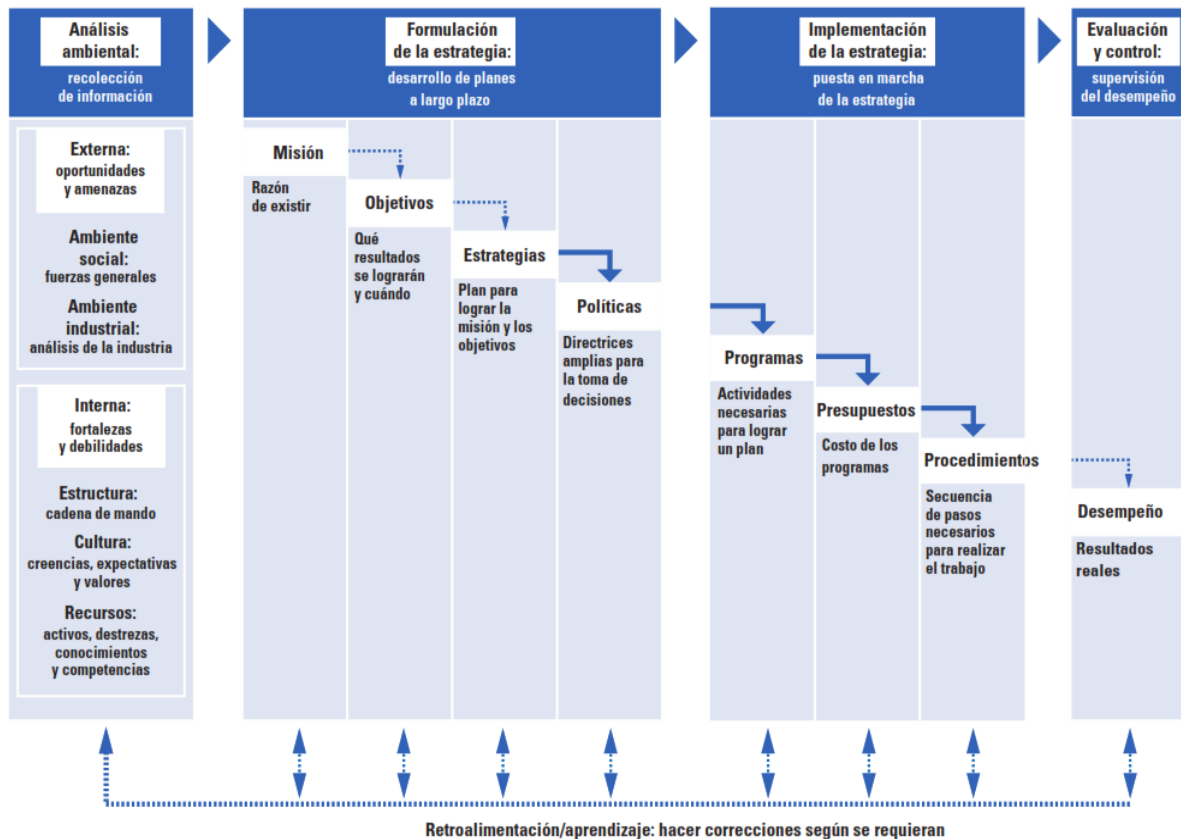 Análisis
ambiental:
recolección
de información
Formulación
de la estrategia:
desarrollo de planes
a largo plazo
Implementación
de la estrategia:
puesta en marcha
de la estrategia
Evaluación
y control:
supervisión
del desempeño
Externa:
oportunidades
y amenazas
Ambiente
social:
fuerzas generales
Ambiente
industrial:
análisis de la industria
Interna:
fortalezas
y debilidades
Estructura:
cadena de mando
Cultura:
creencias, expectativas
y valores
Recursos:
activos, destrezas,
conocimientos
y competencias
Misión
Razón
de existir
Objetivos
Qué
resultados
se lograrán
y cuándo
Estrategias
Plan para
lograr la
misión y los
objetivos
Políticas
Directrices
amplias para
la toma de
decisiones
Programas
Actividades
necesarias
para lograr
un plan
Presupuestos
Costo de los
programas
Procedimientos
Secuencia
de pasos
necesarios
para realizar
el trabajo
Desempeño
Resultados
reales
Retroalimentación/aprendizaje: hacer correcciones según se requieran